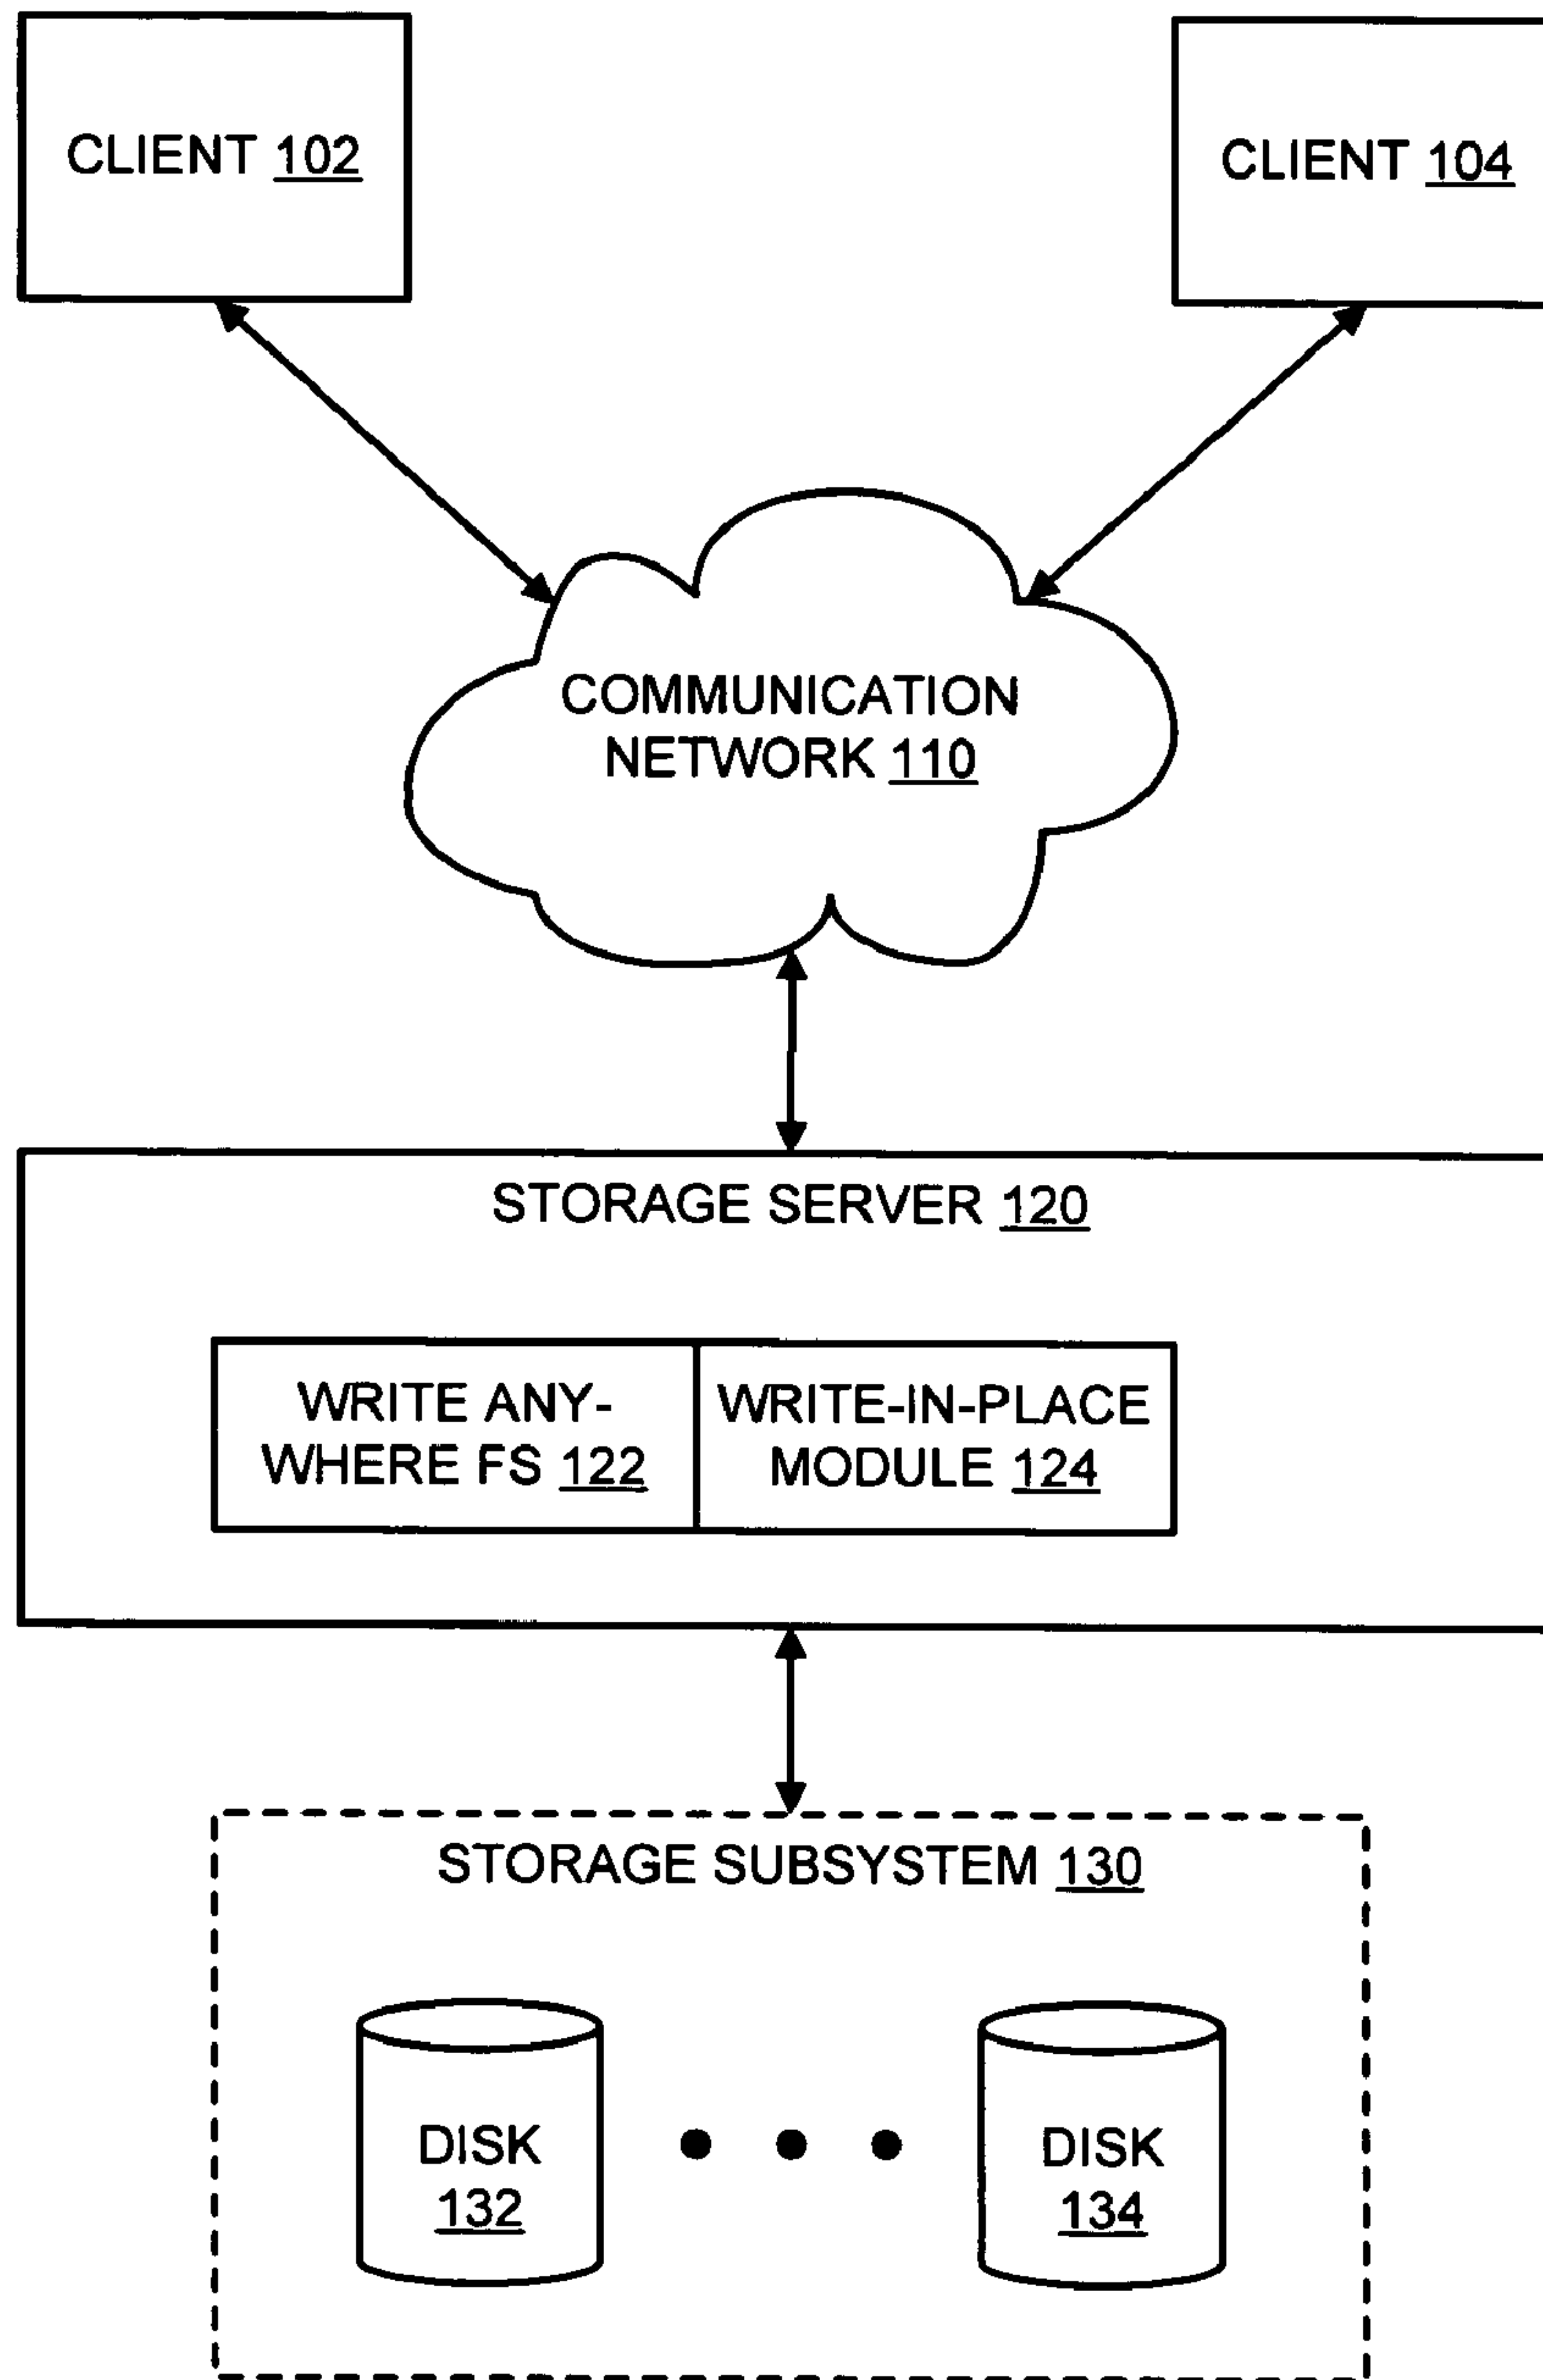 CLIENT 102
CLIENT 104
COMMUNICATION
NETWORK 110
STORAGE SERVER 120
WRITE ANY-
WHERE FS 122
WRITE-IN-PLACE
MODULE 124
STORAGE SUBSYSTEM 130
DISK
132
DISK
134